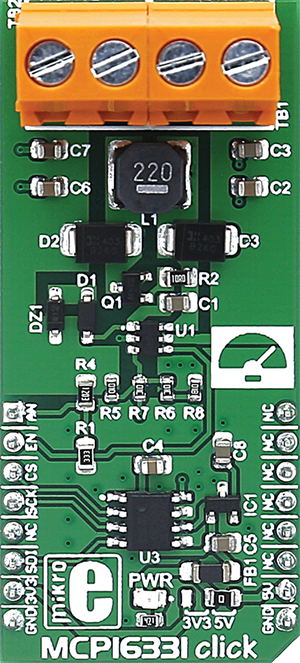 TB2
TB1
C7
C3
220
C6
C2
L1
D2
D3
D1
R2
Q1
C1
DZ1
U1
R4
R5 R7 R6 R8
AN
NC
R1
EN
NC
C4
C8
CS
NC
SCK
NC
IC1
NC
NC
U3
C5
SDI
NC
PWR
FB1
3V3
5V
GND
GND
3V3 5V
mikro
e
MCP16331 click